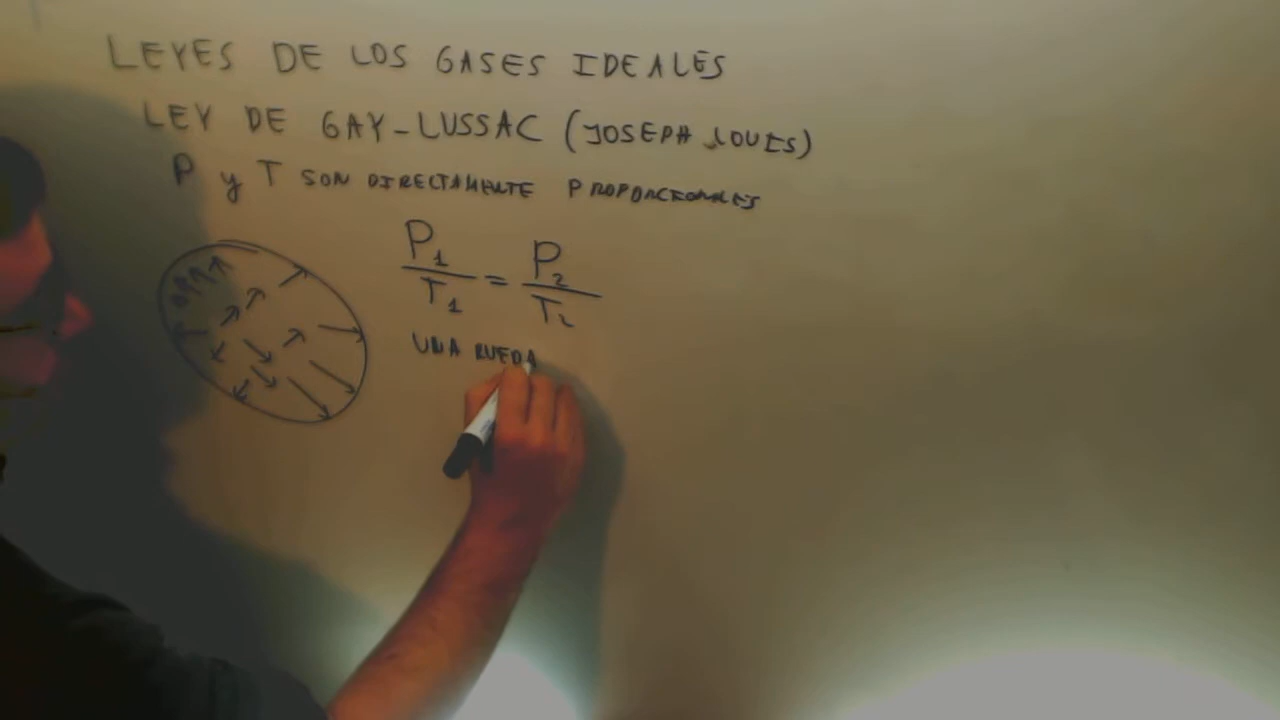 LEYES DE LOS GASES IDEALES
LEY DE GAY-LUSSAC (JOSEPH LOUIS)
P y T SON DIRECTAMENTE PROPORCIONALES
P1/T1 = P2/T2
UNA RUEDA